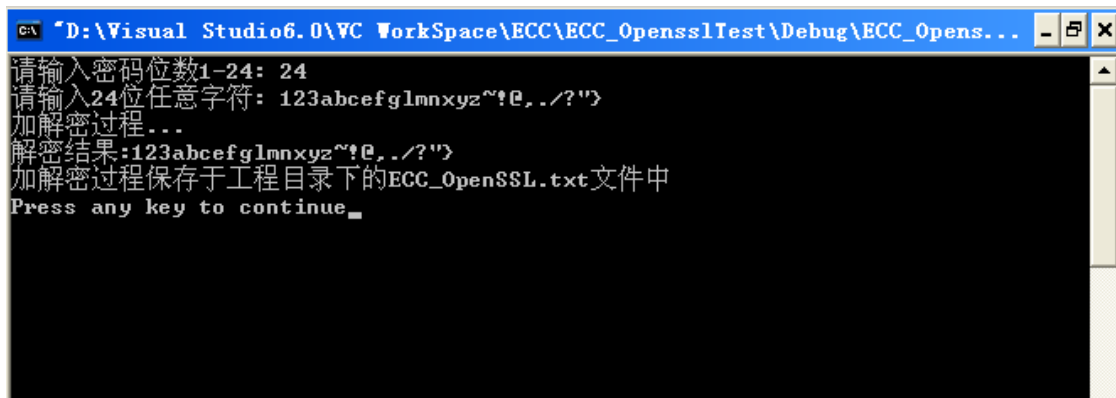 "D:\Visual Studio6.0\VC WorkSpace\ECC\ECC_OpensslTest\Debug\ECC_Opens...
请输入密码位数1-24: 24
请输入24位任意字符: 123abcefglmnxyz~!@,./?"}
加解密过程...
解密结果:123abcefglmnxyz~!@,./?"}
加解密过程保存于工程目录下的ECC_OpenSSL.txt文件中
Press any key to continue_